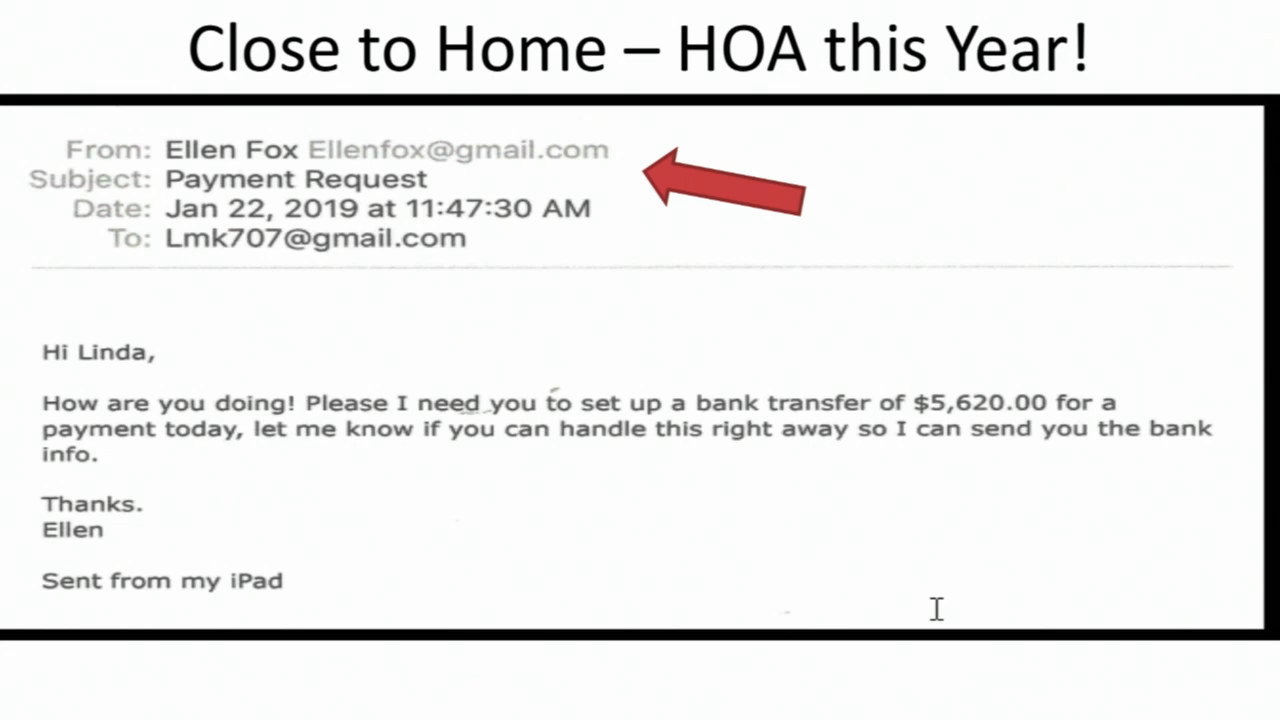 Close to Home – HOA this Year!
From: Ellen Fox Ellenfox@gmail.com
Subject: Payment Request
Date: Jan 22, 2019 at 11:47:30 AM
To: Lmk707@gmail.com
Hi Linda,
How are you doing! Please I need you to set up a bank transfer of $5,620.00 for a
payment today, let me know if you can handle this right away so I can send you the bank
info.
Thanks.
Ellen
Sent from my iPad